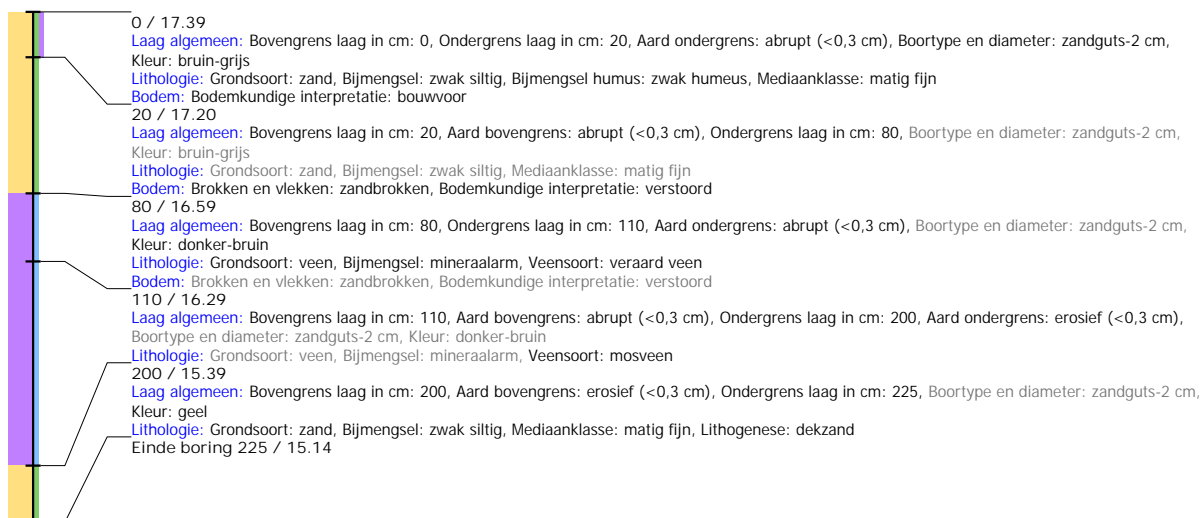 0 / 17.39
Laag algemeen: Bovengrens laag in cm: 0, Ondergrens laag in cm: 20, Aard ondergrens: abrupt (<0,3 cm), Boortype en diameter: zandguts-2 cm,
Kleur: bruin-grijs
Lithologie: Grondsoort: zand, Bijmengsel: zwak siltig, Bijmengsel humus: zwak humeus, Mediaanklasse: matig fijn
Bodem: Bodemkundige interpretatie: bouwvoor
20 / 17.20
Laag algemeen: Bovengrens laag in cm: 20, Aard bovengrens: abrupt (<0,3 cm), Ondergrens laag in cm: 80, Boortype en diameter: zandguts-2 cm,
Kleur: bruin-grijs
Lithologie: Grondsoort: zand, Bijmengsel: zwak siltig, Mediaanklasse: matig fijn
Bodem: Brokken en vlekken: zandbrokken, Bodemkundige interpretatie: verstoord
80 / 16.59
Laag algemeen: Bovengrens laag in cm: 80, Ondergrens laag in cm: 110, Aard ondergrens: abrupt (<0,3 cm), Boortype en diameter: zandguts-2 cm,
Kleur: donker-bruin
Lithologie: Grondsoort: veen, Bijmengsel: mineraalarm, Veensoort: veraard veen
Bodem: Brokken en vlekken: zandbrokken, Bodemkundige interpretatie: verstoord
110 / 16.29
Laag algemeen: Bovengrens laag in cm: 110, Aard bovengrens: abrupt (<0,3 cm), Ondergrens laag in cm: 200, Aard ondergrens: erosief (<0,3 cm),
Boortype en diameter: zandguts-2 cm, Kleur: donker-bruin
Lithologie: Grondsoort: veen, Bijmengsel: mineraalarm, Veensoort: mosveen
200 / 15.39
Laag algemeen: Bovengrens laag in cm: 200, Aard bovengrens: erosief (<0,3 cm), Ondergrens laag in cm: 225, Boortype en diameter: zandguts-2 cm,
Kleur: geel
Lithologie: Grondsoort: zand, Bijmengsel: zwak siltig, Mediaanklasse: matig fijn, Lithogenese: dekzand
Einde boring 225 / 15.14